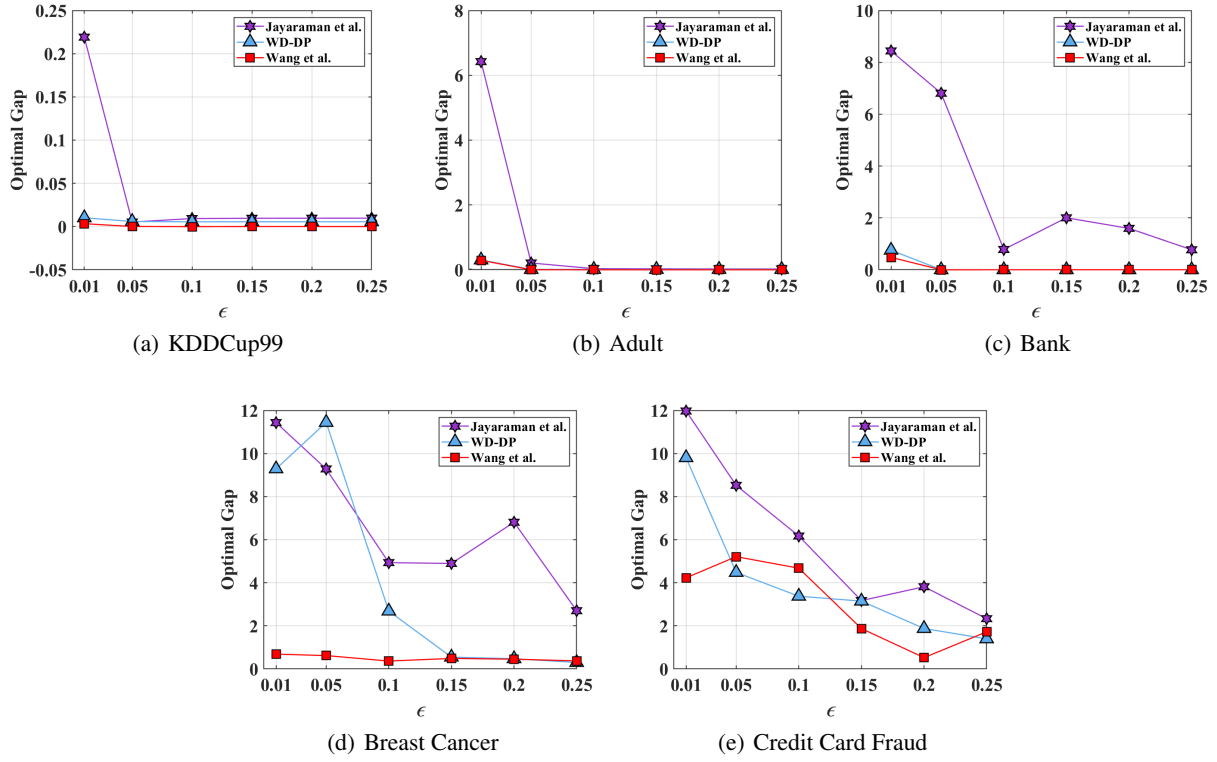 0.25
0.2
0.15
0.1
0.05
0
-0.05
Optimal Gap
Jayaraman et al.
WD-DP
Wang et al.
0.01 0.05 0.1 0.15 0.2 0.25
ϵ
(a) KDDCup99
8
6
4
2
0
Optimal Gap
Jayaraman et al.
WD-DP
Wang et al.
0.01 0.05 0.1 0.15 0.2 0.25
ϵ
(b) Adult
10
8
6
4
2
0
Optimal Gap
Jayaraman et al.
WD-DP
Wang et al.
0.01 0.05 0.1 0.15 0.2 0.25
ϵ
(c) Bank
12
10
8
6
4
2
0
Optimal Gap
Jayaraman et al.
WD-DP
Wang et al.
0.01 0.05 0.1 0.15 0.2 0.25
ϵ
(d) Breast Cancer
12
10
8
6
4
2
0
Optimal Gap
Jayaraman et al.
WD-DP
Wang et al.
0.01 0.05 0.1 0.15 0.2 0.25
ϵ
(e) Credit Card Fraud